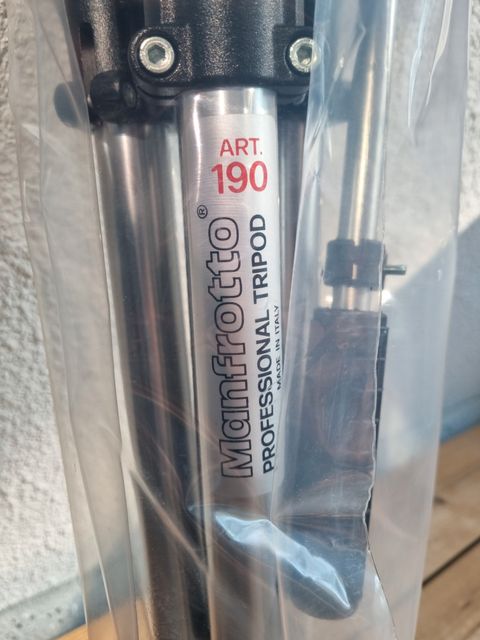 ART.
190
Manfrotto®
PROFESSIONAL TRIPOD
MADE IN ITALY